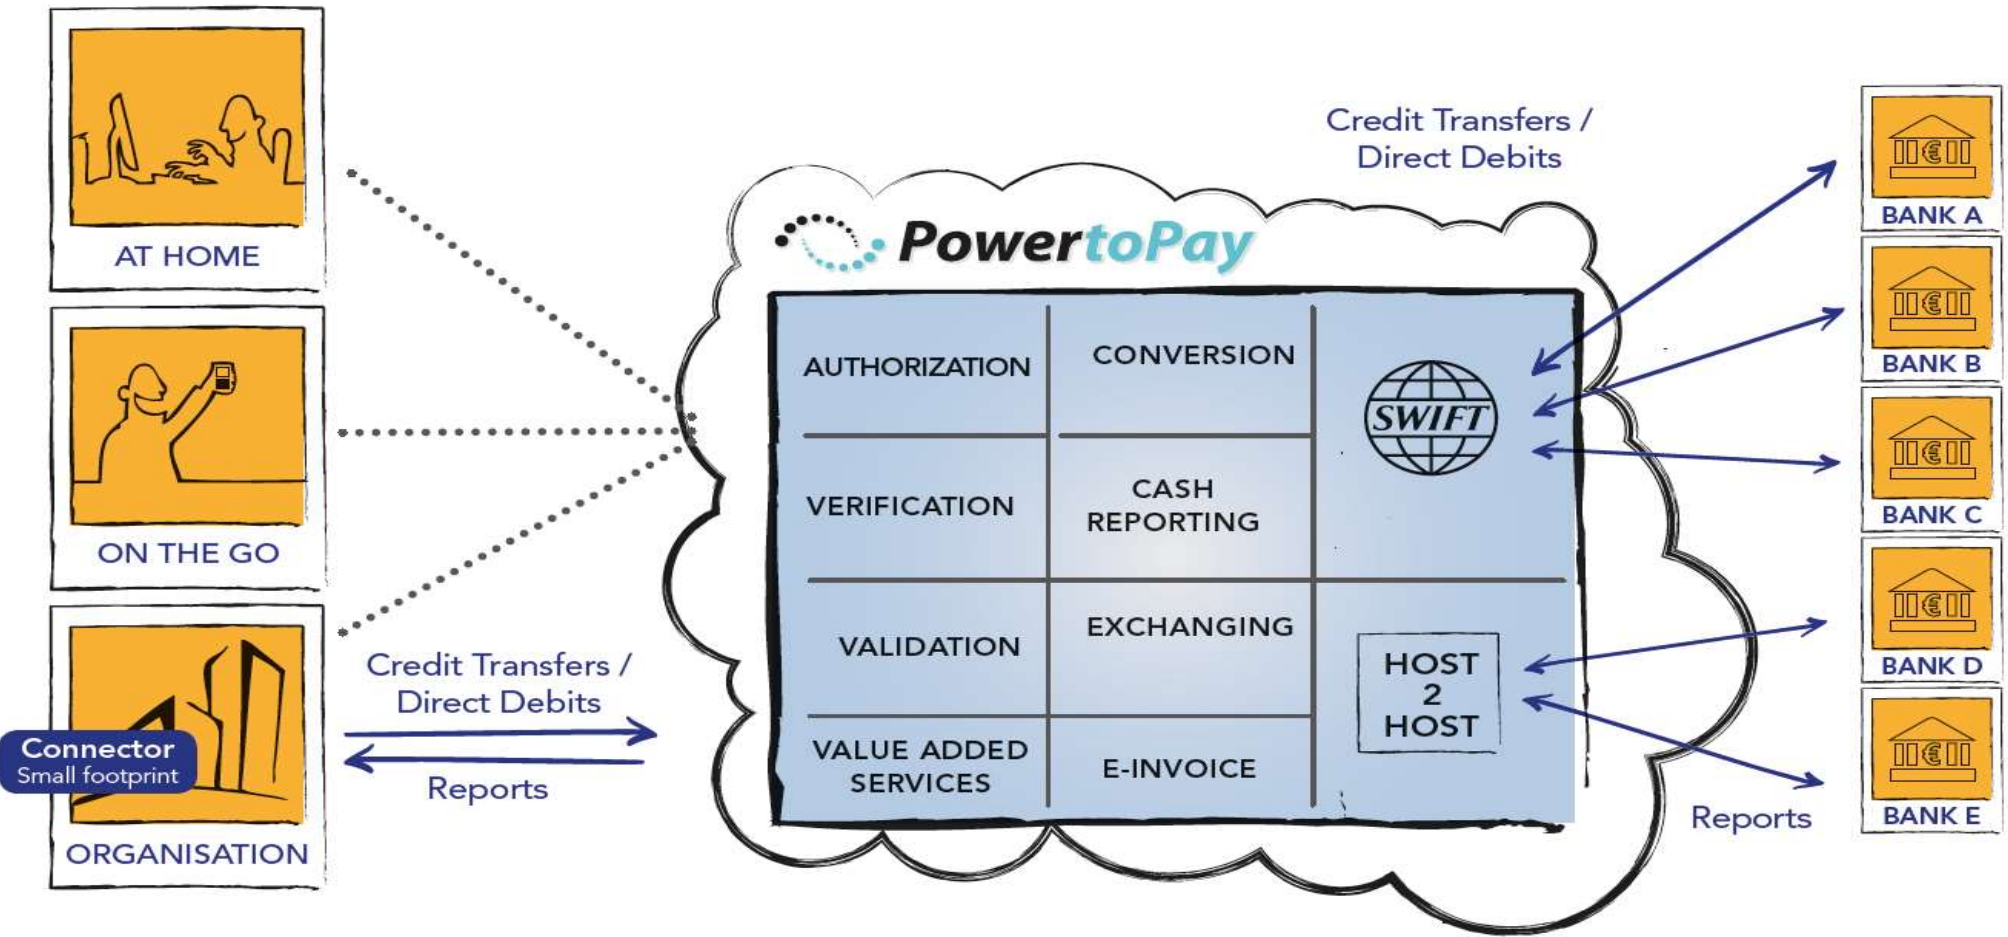 AT HOME
ON THE GO
Connector
Small footprint
ORGANISATION
Credit Transfers /
Direct Debits
Reports
PowertoPay
AUTHORIZATION
CONVERSION
SWIFT
VERIFICATION
CASH
REPORTING
VALIDATION
EXCHANGING
HOST
2
HOST
VALUE ADDED
SERVICES
E-INVOICE
Credit Transfers /
Direct Debits
Reports
€
BANK A
€
BANK B
€
BANK C
€
BANK D
€
BANK E